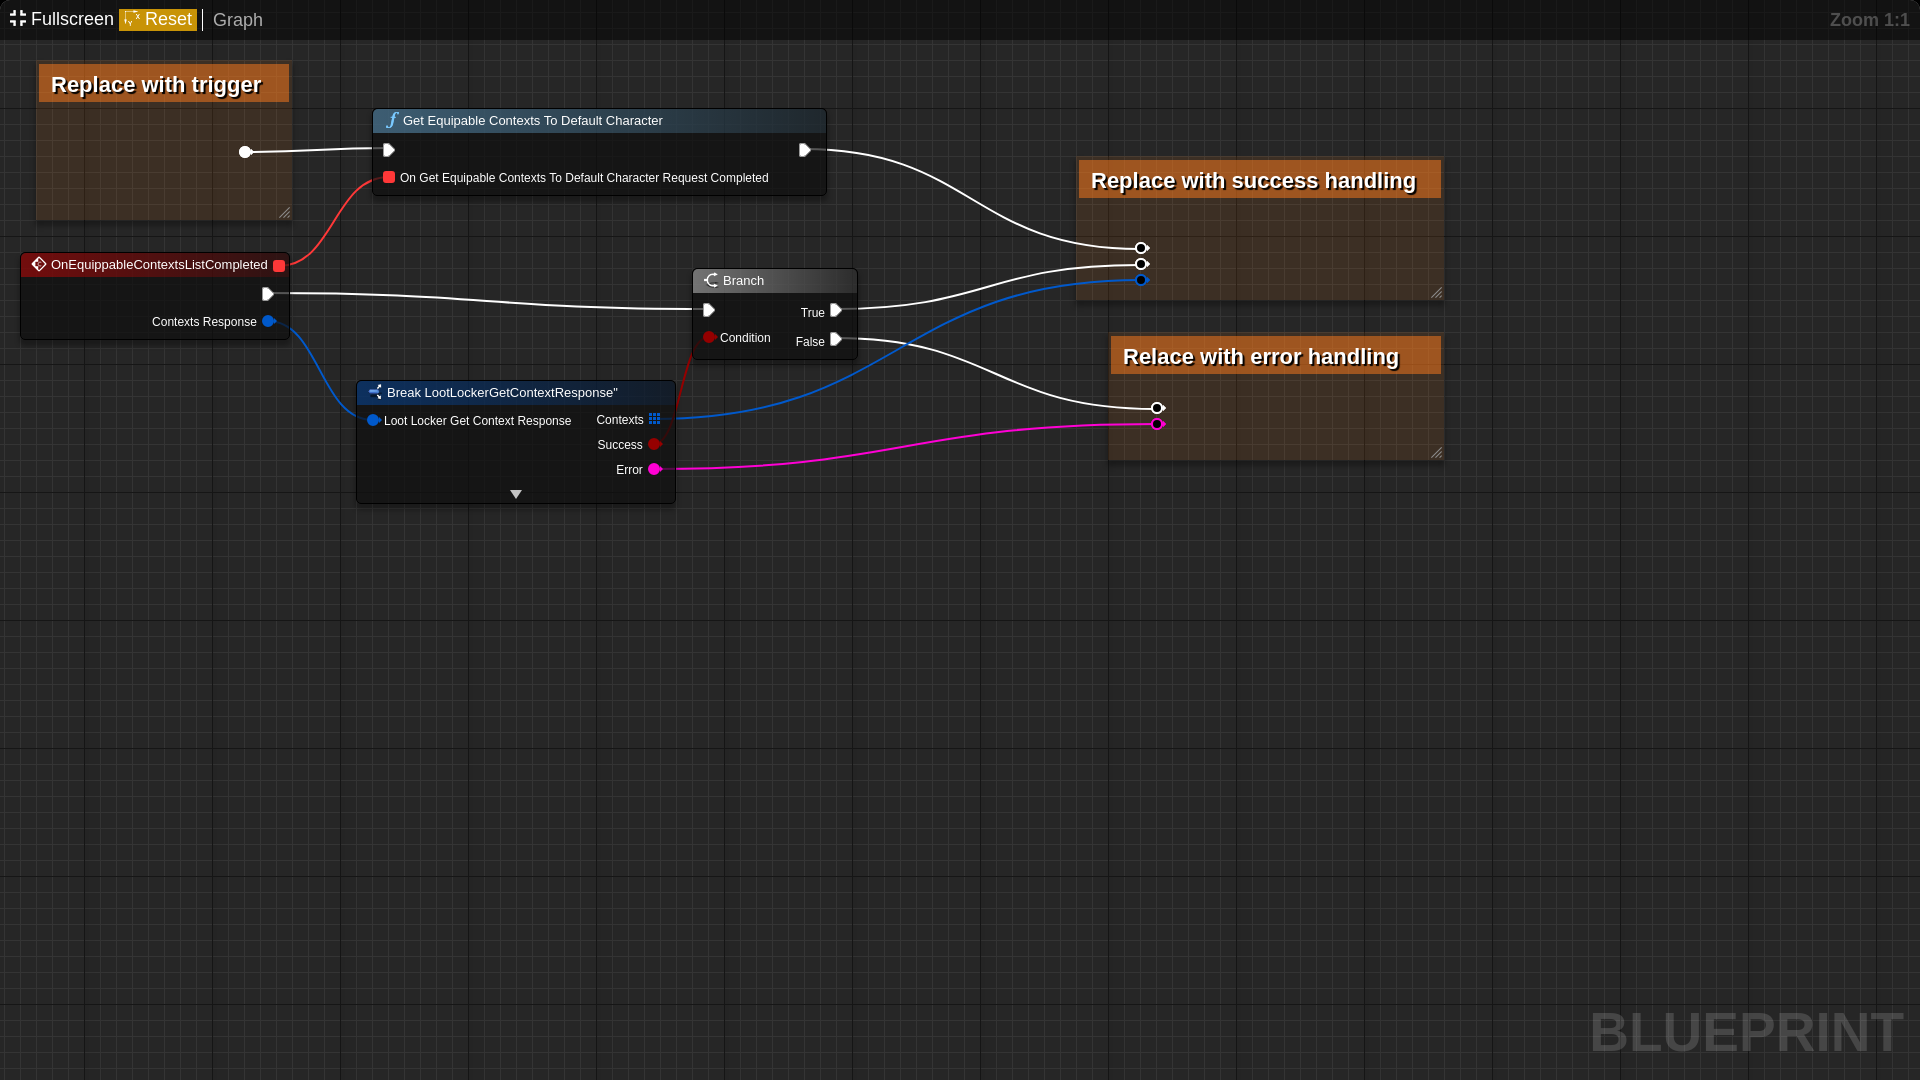 Fullscreen Reset Graph
Zoom 1:1
Replace with trigger
Get Equipable Contexts To Default Character
On Get Equipable Contexts To Default Character Request Completed
Replace with success handling
OnEquippableContextsListCompleted
Contexts Response
Branch
True
Condition
False
Relace with error handling
Break LootLockerGetContextResponse"
Loot Locker Get Context Response
Contexts
Success
Error
BLUEPRINT